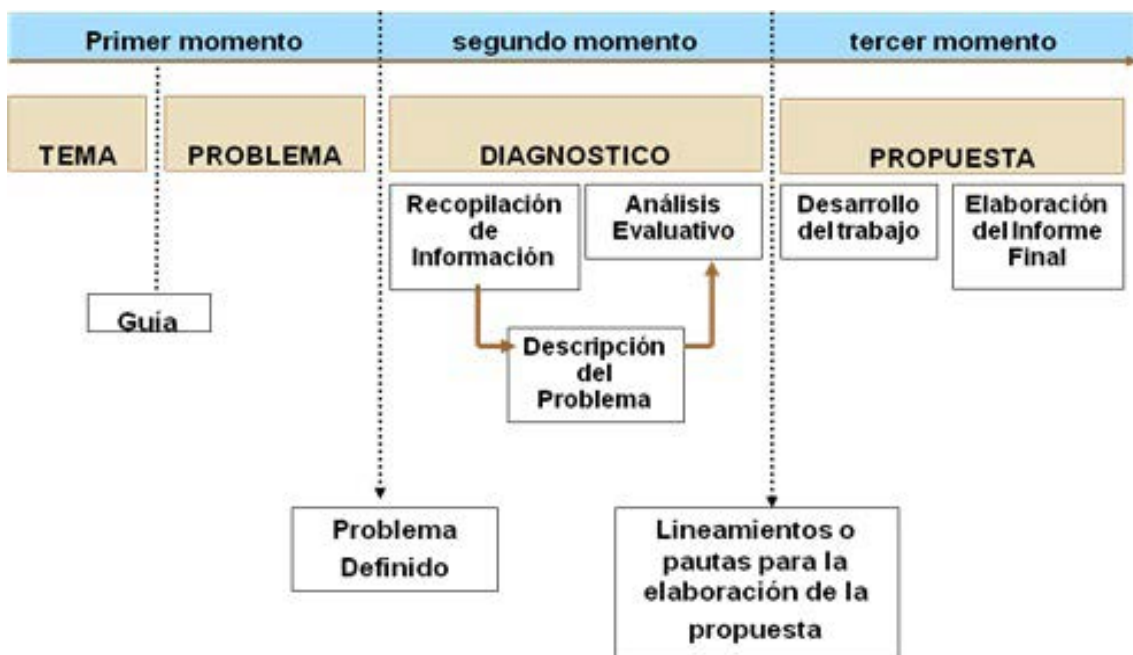 Primer momento
segundo momento
tercer momento
TEMA
PROBLEMA
DIAGNOSTICO
PROPUESTA
Recopilación
de
Información
Análisis
Evaluativo
Desarrollo
del trabajo
Elaboración
del Informe
Final
Guía
Descripción
del
Problema
Problema
Definido
Lineamientos o
pautas para la
elaboración de la
propuesta